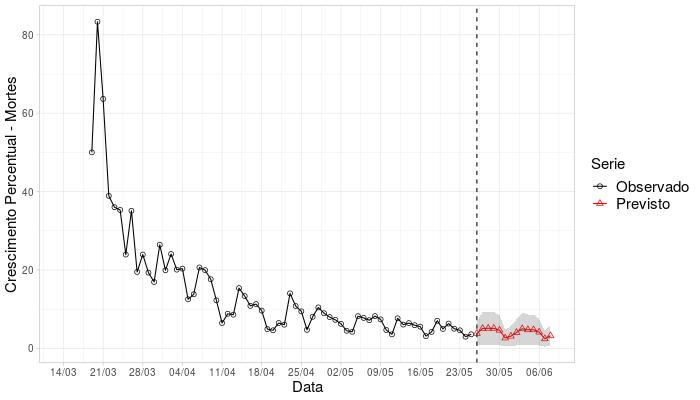 Crescimento Percentual - Mortes
80
60
40
20
0
14/03 21/03 28/03 04/04 11/04 18/04 25/04 02/05 09/05 16/05 23/05 30/05 06/06
Data
Serie
Observado
Previsto